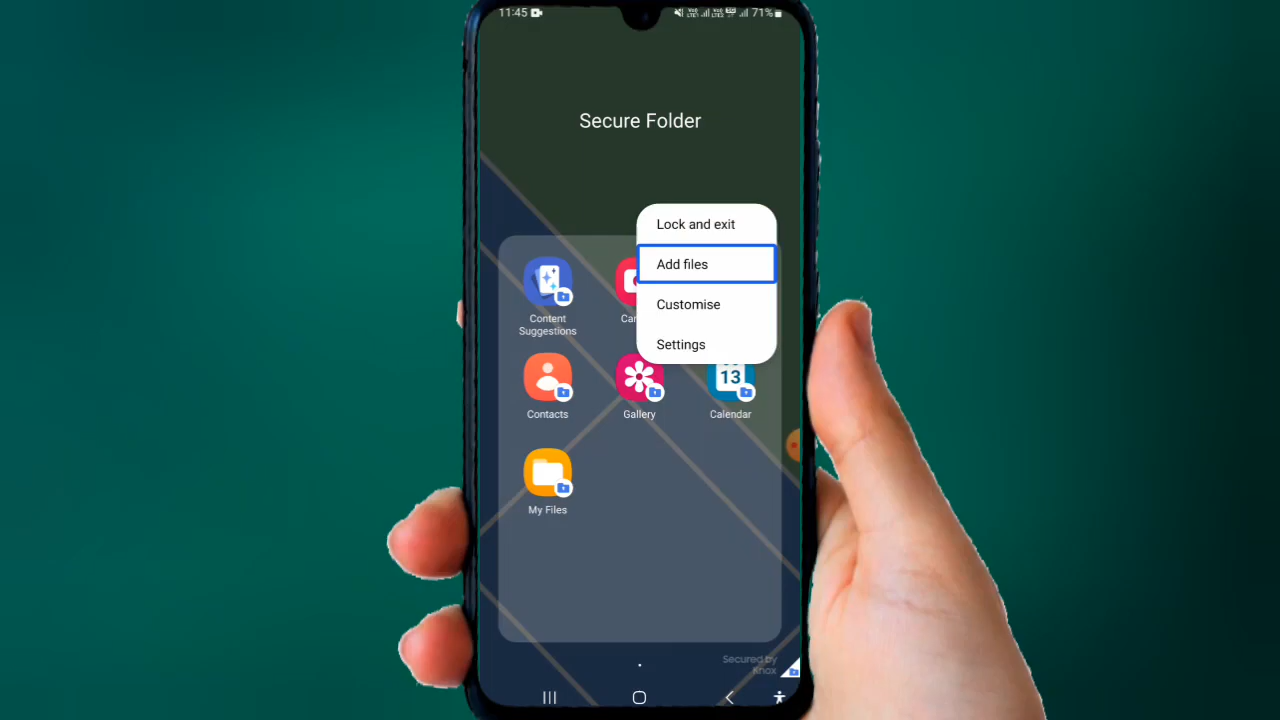 11:45
71%
Secure Folder
Lock and exit
Add files
Customise
Settings
Content
Suggestions
Contacts
Gallery
13
Calendar
My Files
Secured by
Knox